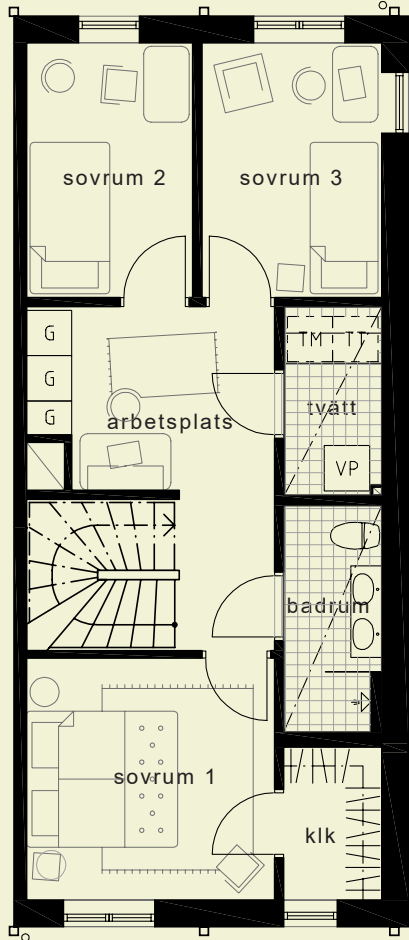 sovrum 2
sovrum 3
G
G
G
TM
TT
arbetsplats
tvätt
VP
badrum
sovrum 1
klk